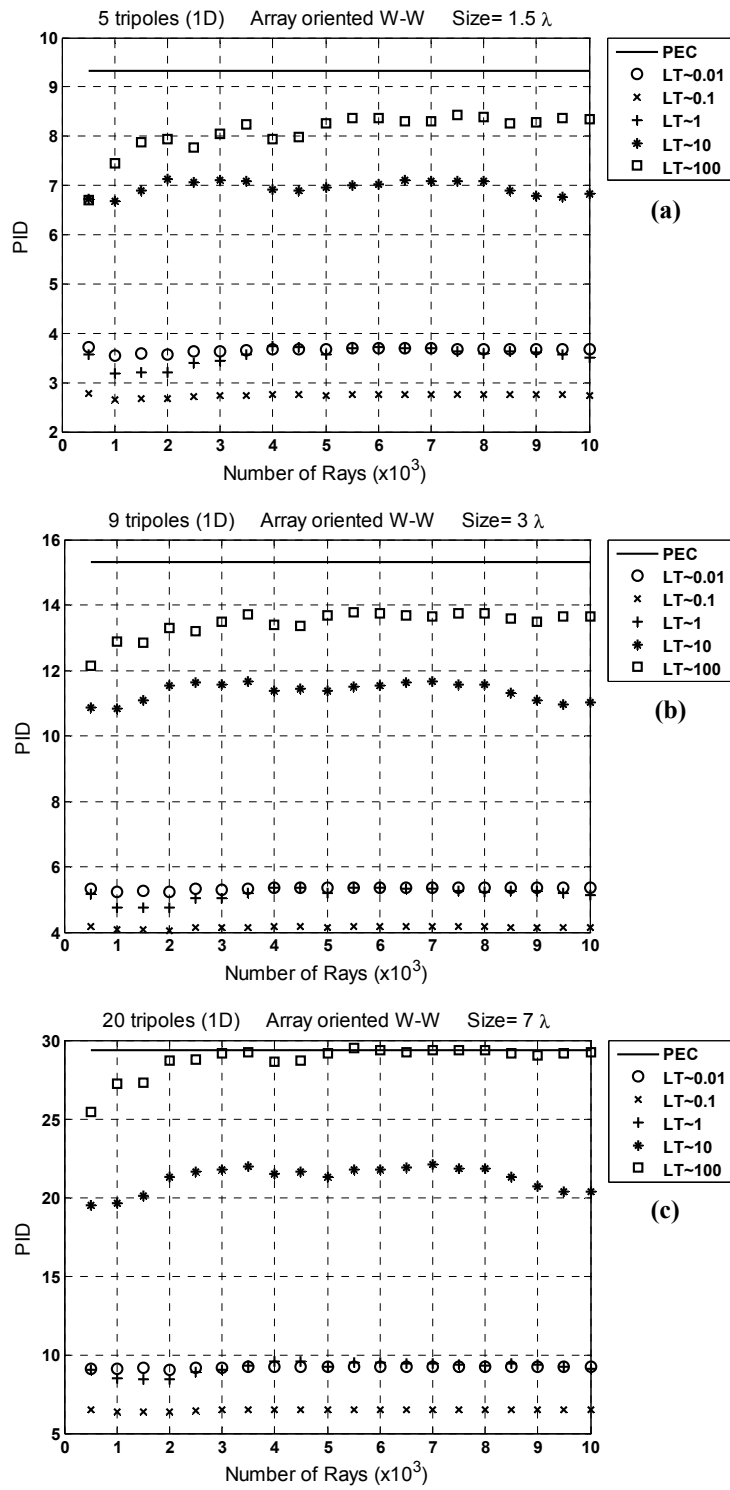 5 tripoles (1D) Array oriented W-W Size= 1.5 λ
10
9
8
7
6
5
4
3
2
PID
0 1 2 3 4 5 6 7 8 9 10
Number of Rays (x10³)
PEC
LT~0.01
LT~0.1
LT~1
LT~10
LT~100
(a)
9 tripoles (1D) Array oriented W-W Size= 3 λ
16
14
12
10
8
6
4
PID
0 1 2 3 4 5 6 7 8 9 10
Number of Rays (x10³)
PEC
LT~0.01
LT~0.1
LT~1
LT~10
LT~100
(b)
20 tripoles (1D) Array oriented W-W Size= 7 λ
30
25
20
15
10
5
PID
0 1 2 3 4 5 6 7 8 9 10
Number of Rays (x10³)
PEC
LT~0.01
LT~0.1
LT~1
LT~10
LT~100
(c)